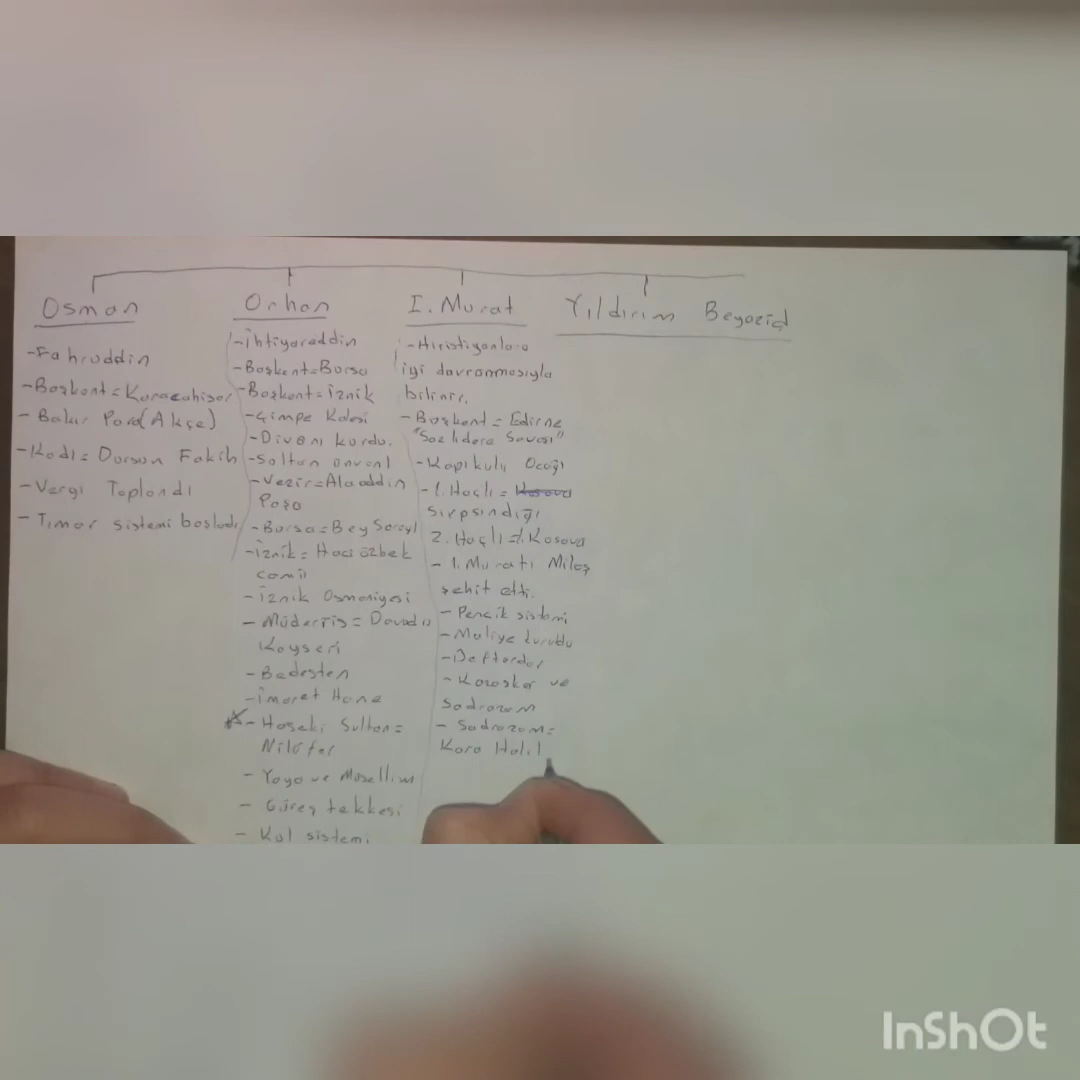 Osman
-Fahruddin
-Başkent=Karacahisar
-Bakır Para(Akçe)
-Kadı= Dursun Fakih
-Vergi Toplandı
-Tımar sistemi başladı
Orhan
-İhtiyaraddin
-Başkent=Bursa
-Başkent=İznik
-Çimpe Kalesi
-Divanı kurdu.
-Sultan ünvanı
-Vezir=Alaaddin
Paşa
-Bursa=Bey Sarayı
-İznik=Hacı özbek
camii
-İznik Osmaniyesi
-Müderris=Davud u
Kayseri
-Bedesten
-İmaret Hane
-Haseki Sultan=
Nilüfer
-Yaya ve Müsellim
-Güreş tekkesi
-Kul sistemi
I. Murat
-Hıristiyanlara
iyi davranmasıyla
bilinir.
-Başkent=Edirne
"Sazlıdere Savaşı"
-Kapıkulu Ocağı
-1.Haçlı=Kosova
sırpsındığı
2.Haçlı=1.Kosova
-1.Murat'ı Miloş
şehit etti.
-Pençik sistemi
-Maliye kuruldu
-Defterdar
-Kazasker ve
Sadrazam
-Sadrazam=
Kara Halil
Yıldırım Beyazid
InShOt